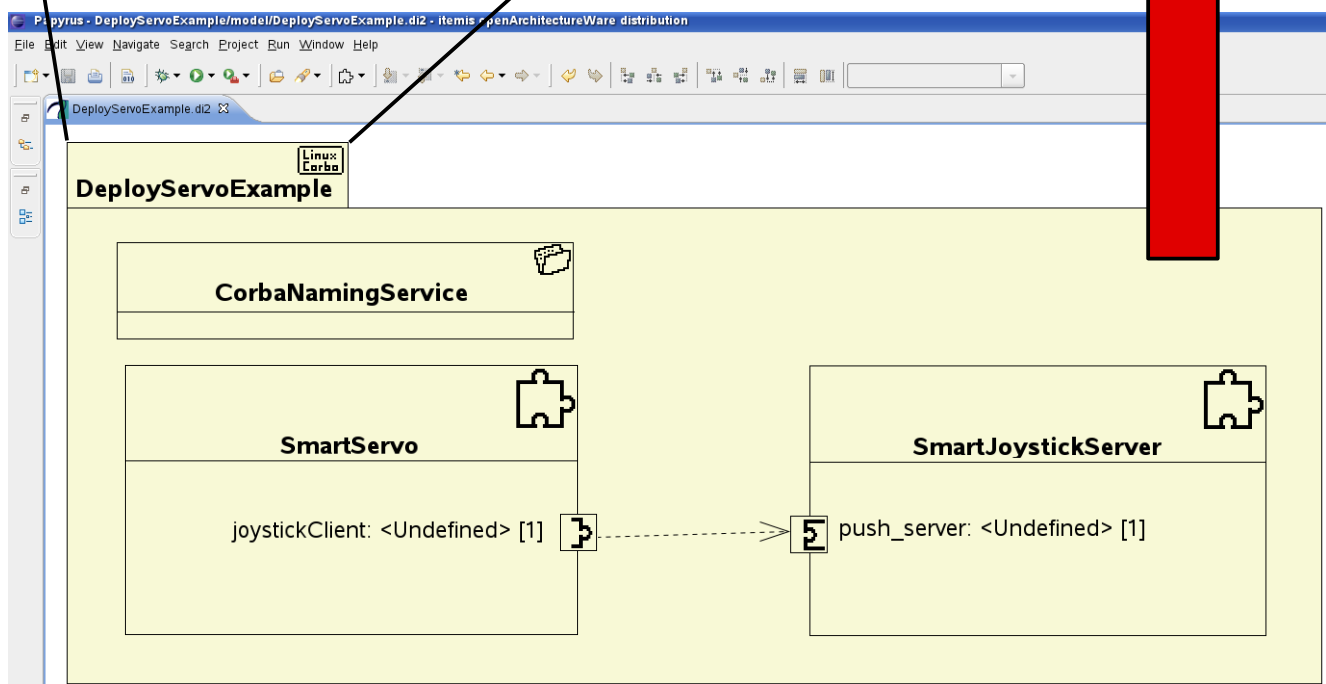 Papyrus - DeployServoExample/model/DeployServoExample.di2 - itemis openArchitectureWare distribution
File Edit View Navigate Search Project Run Window Help
DeployServoExample.di2
Linux
Corba
DeployServoExample
CorbaNamingService
SmartServo
SmartJoystickServer
joystickClient: <Undefined> [1]
push_server: <Undefined> [1]